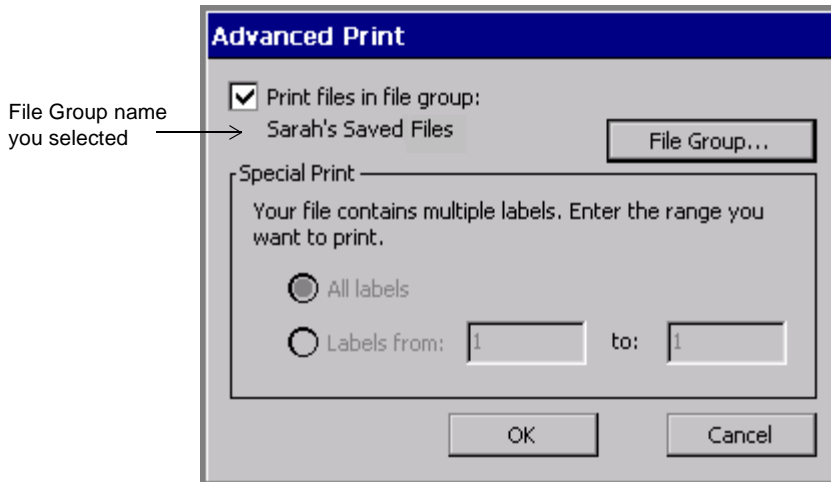 Advanced Print
Print files in file group:
File Group name
you selected
Sarah's Saved Files
File Group...
Special Print
Your file contains multiple labels. Enter the range you
want to print.
All labels
Labels from: 1 to: 1
OK Cancel